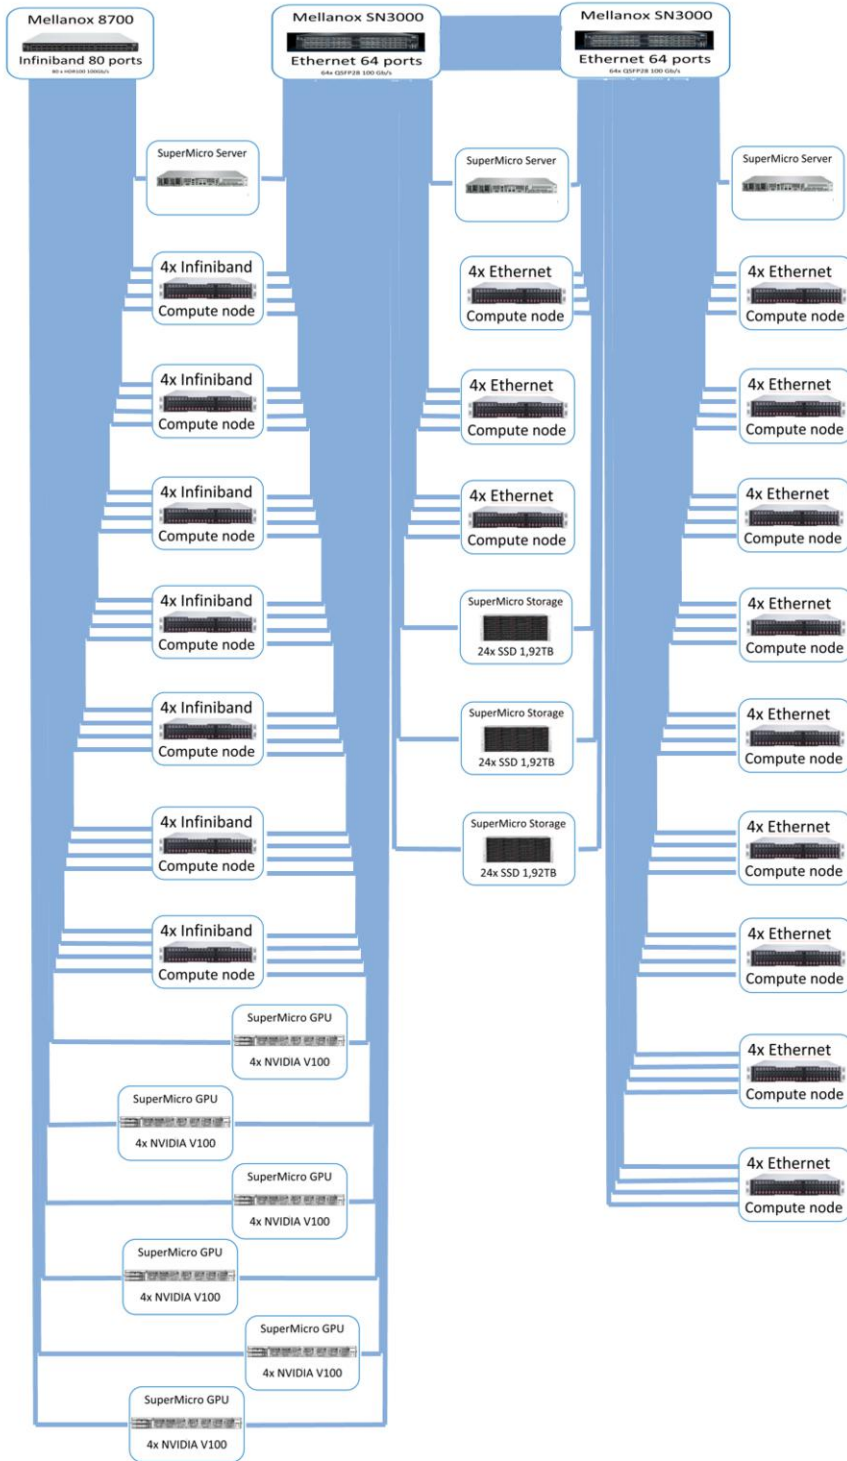 Mellanox 8700
Infiniband 80 ports
80 x HDR100 100Gb/s
Mellanox SN3000
Ethernet 64 ports
64x QSFP28 100 Gb/s
Mellanox SN3000
Ethernet 64 ports
64x QSFP28 100 Gb/s
SuperMicro Server
SuperMicro Server
SuperMicro Server
4x Infiniband
Compute node
4x Ethernet
Compute node
4x Ethernet
Compute node
4x Infiniband
Compute node
4x Ethernet
Compute node
4x Ethernet
Compute node
4x Infiniband
Compute node
4x Ethernet
Compute node
4x Ethernet
Compute node
4x Infiniband
Compute node
SuperMicro Storage
24x SSD 1,92TB
4x Ethernet
Compute node
4x Infiniband
Compute node
SuperMicro Storage
24x SSD 1,92TB
4x Ethernet
Compute node
4x Infiniband
Compute node
SuperMicro Storage
24x SSD 1,92TB
4x Ethernet
Compute node
4x Infiniband
Compute node
4x Ethernet
Compute node
SuperMicro GPU
4x NVIDIA V100
4x Ethernet
Compute node
SuperMicro GPU
4x NVIDIA V100
4x Ethernet
Compute node
SuperMicro GPU
4x NVIDIA V100
SuperMicro GPU
4x NVIDIA V100
SuperMicro GPU
4x NVIDIA V100
SuperMicro GPU
4x NVIDIA V100